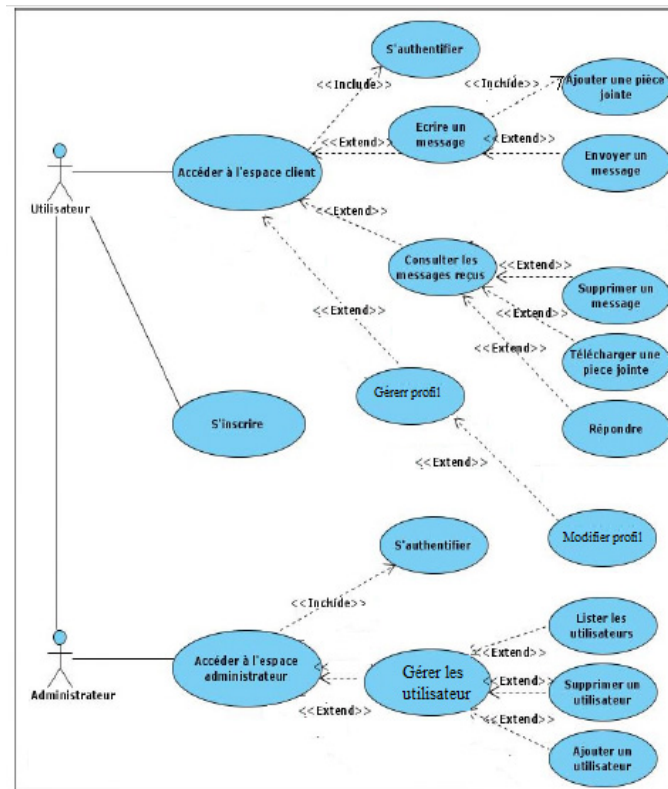 S'authentifier
<<Include>>
<<Inchide>>
Ajouter une pièce
jointe
<<Extend>>
Ecrire un
message
<<Extend>>
Envoyer un
message
Accéder à l'espace client
Utilisateur
<<Extend>>
Consulter les
messages reçus
<<Extend>>
Supprimer un
message
<<Extend>>
<<Extend>>
Télécharger une
piece jointe
<<Extend>>
Gérerr profil
S'inscrire
Répondre
<<Extend>>
Modifier profil
S'authentifier
<<Inchide>>
Lister les
utilisateurs
<<Extend>>
Accéder à l'espace
administrateur
Gérer les
utilisateur
<<Extend>>
Supprimer un
utilisateur
Administrateur
<<Extend>>
<<Extend>>
Ajouter un
utilisateur